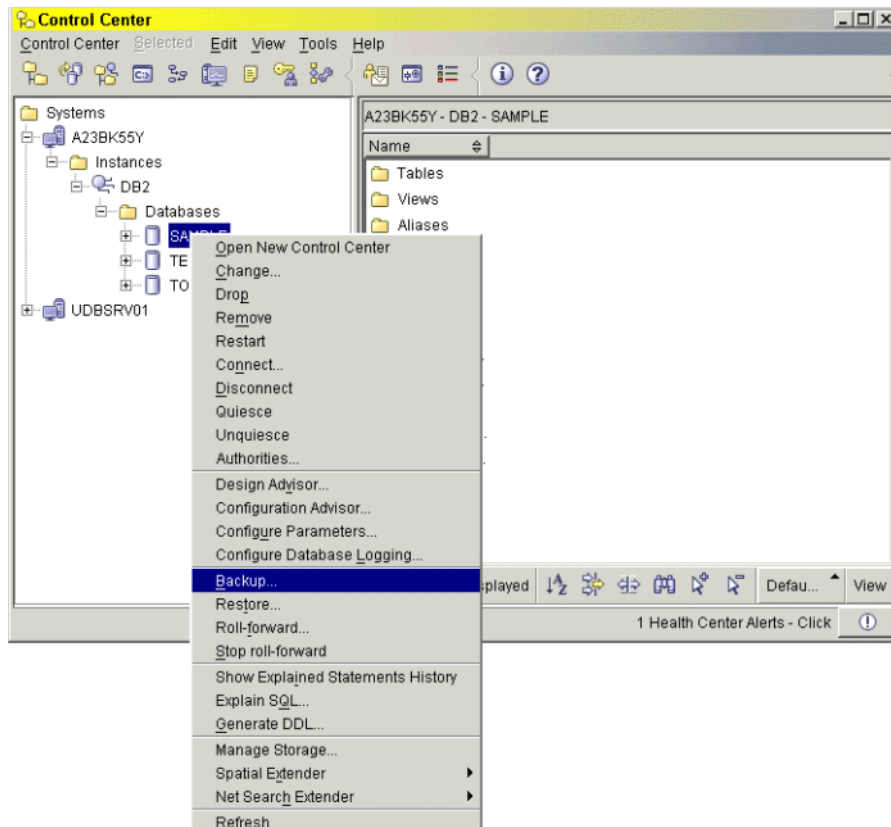 Control Center
Control Center Selected Edit View Tools Help
Systems
A23BK55Y
Instances
DB2
Databases
SAMPLE
TE
TO
UDBSRV01
A23BK55Y - DB2 - SAMPLE
Name
Tables
Views
Aliases
Open New Control Center
Change...
Drop
Remove
Restart
Connect...
Disconnect
Quiesce
Unquiesce
Authorities...
Design Advisor...
Configuration Advisor...
Configure Parameters...
Configure Database Logging...
Backup...
Restore...
Roll-forward...
Stop roll-forward
Show Explained Statements History
Explain SQL...
Generate DDL...
Manage Storage...
Spatial Extender
Net Search Extender
Refresh
splayed Defau... View
1 Health Center Alerts - Click